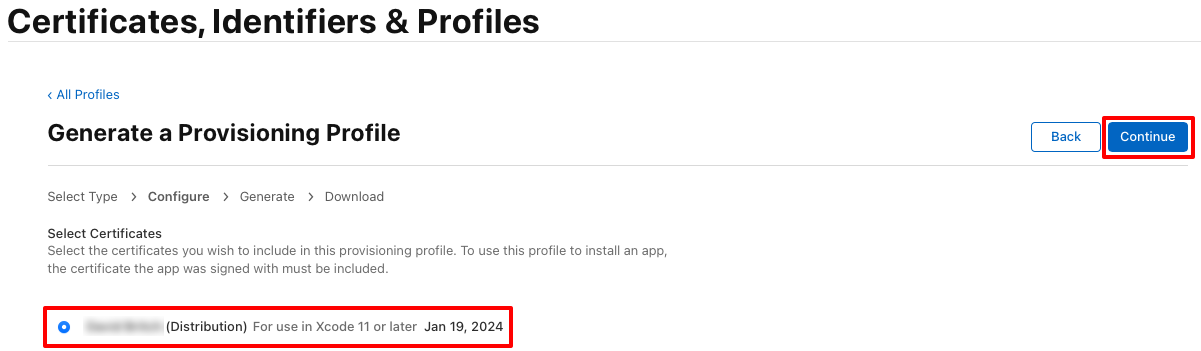 Certificates, Identifiers & Profiles
‹ All Profiles
Generate a Provisioning Profile
Back
Continue
Select Type > Configure > Generate > Download
Select Certificates
Select the certificates you wish to include in this provisioning profile. To use this profile to install an app,
the certificate the app was signed with must be included.
(Distribution) For use in Xcode 11 or later Jan 19, 2024